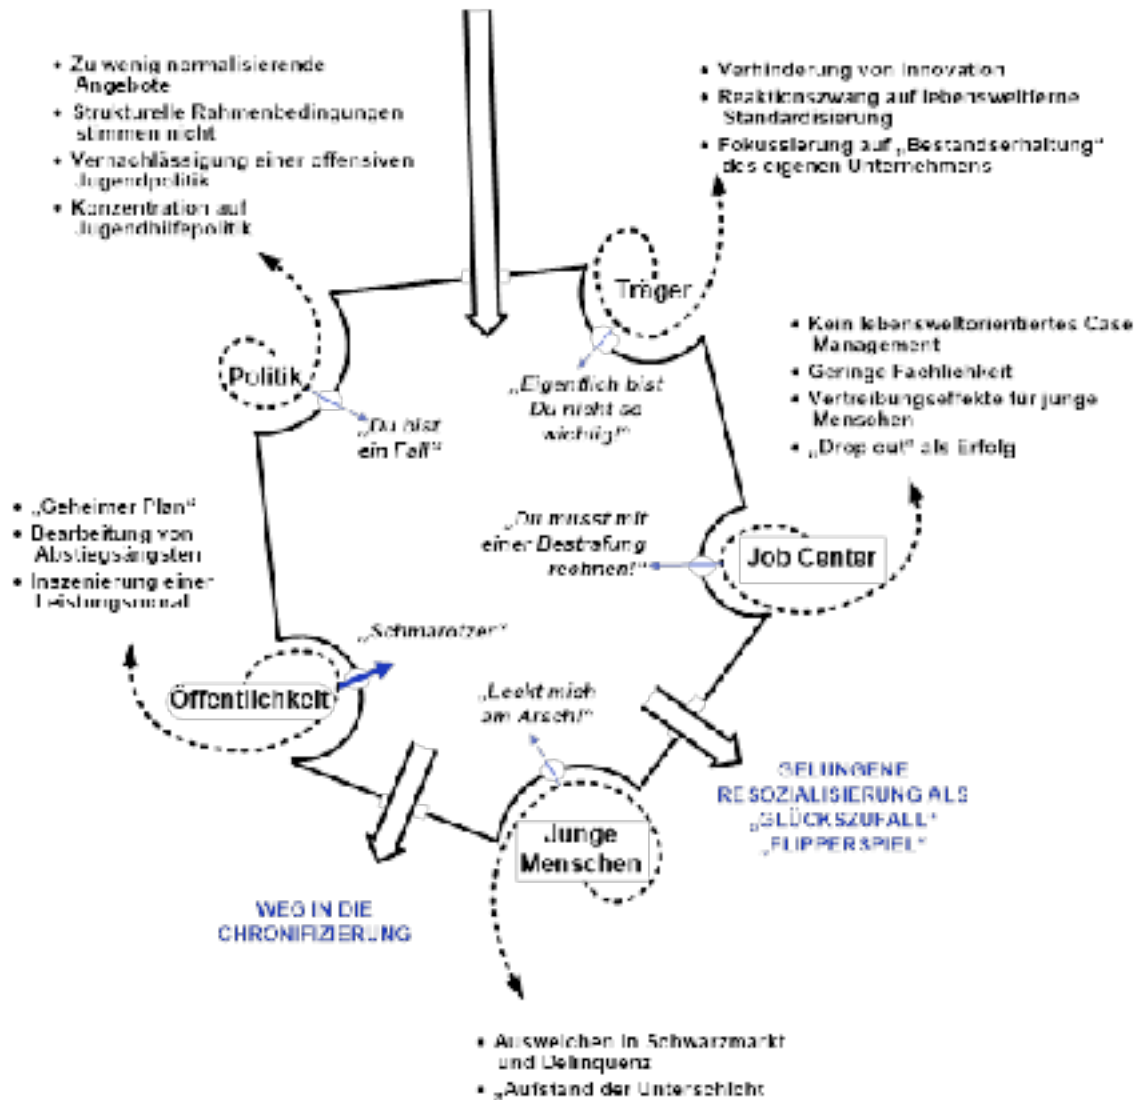 • Zu wenig normalisierende
Angebote
• Strukturelle Rahmenbedingungen
stimmen nicht
• Vernachlässigung einer offensiven
Jugendpolitik
• Konzentration auf
Jugendhilfepolitik
• Verhinderung von Innovation
• Reaktionszwang auf lebensweltferne
Standardisierung
• Fokussierung auf „Bestandserhaltung“
des eigenen Unternehmens
Träger
Politik
„Eigentlich bist
Du nicht so
wichtig!“
„Du bist
ein Fall“
• Kein lebensweltorientiertes Case
Management
• Geringe Fachlichkeit
• Vertreibungseffekte für junge
Menschen
• „Drop out“ als Erfolg
• „Geheimer Plan“
• Bearbeitung von
Abstiegsängsten
• Inszenierung einer
Leistungsmoral
„Du musst mit
einer Bestrafung
rechnen!“
Job Center
„Schmarotzer“
Öffentlichkeit
„Leckt mich
am Arsch!“
GELUNGENE
RESOZIALISIERUNG ALS
„GLÜCKSZUFALL“
„FLIPPERSPIEL“
Junge
Menschen
WEG IN DIE
CHRONIFIZIERUNG
• Ausweichen in Schwarzmarkt
und Delinquenz
• „Aufstand der Unterschicht